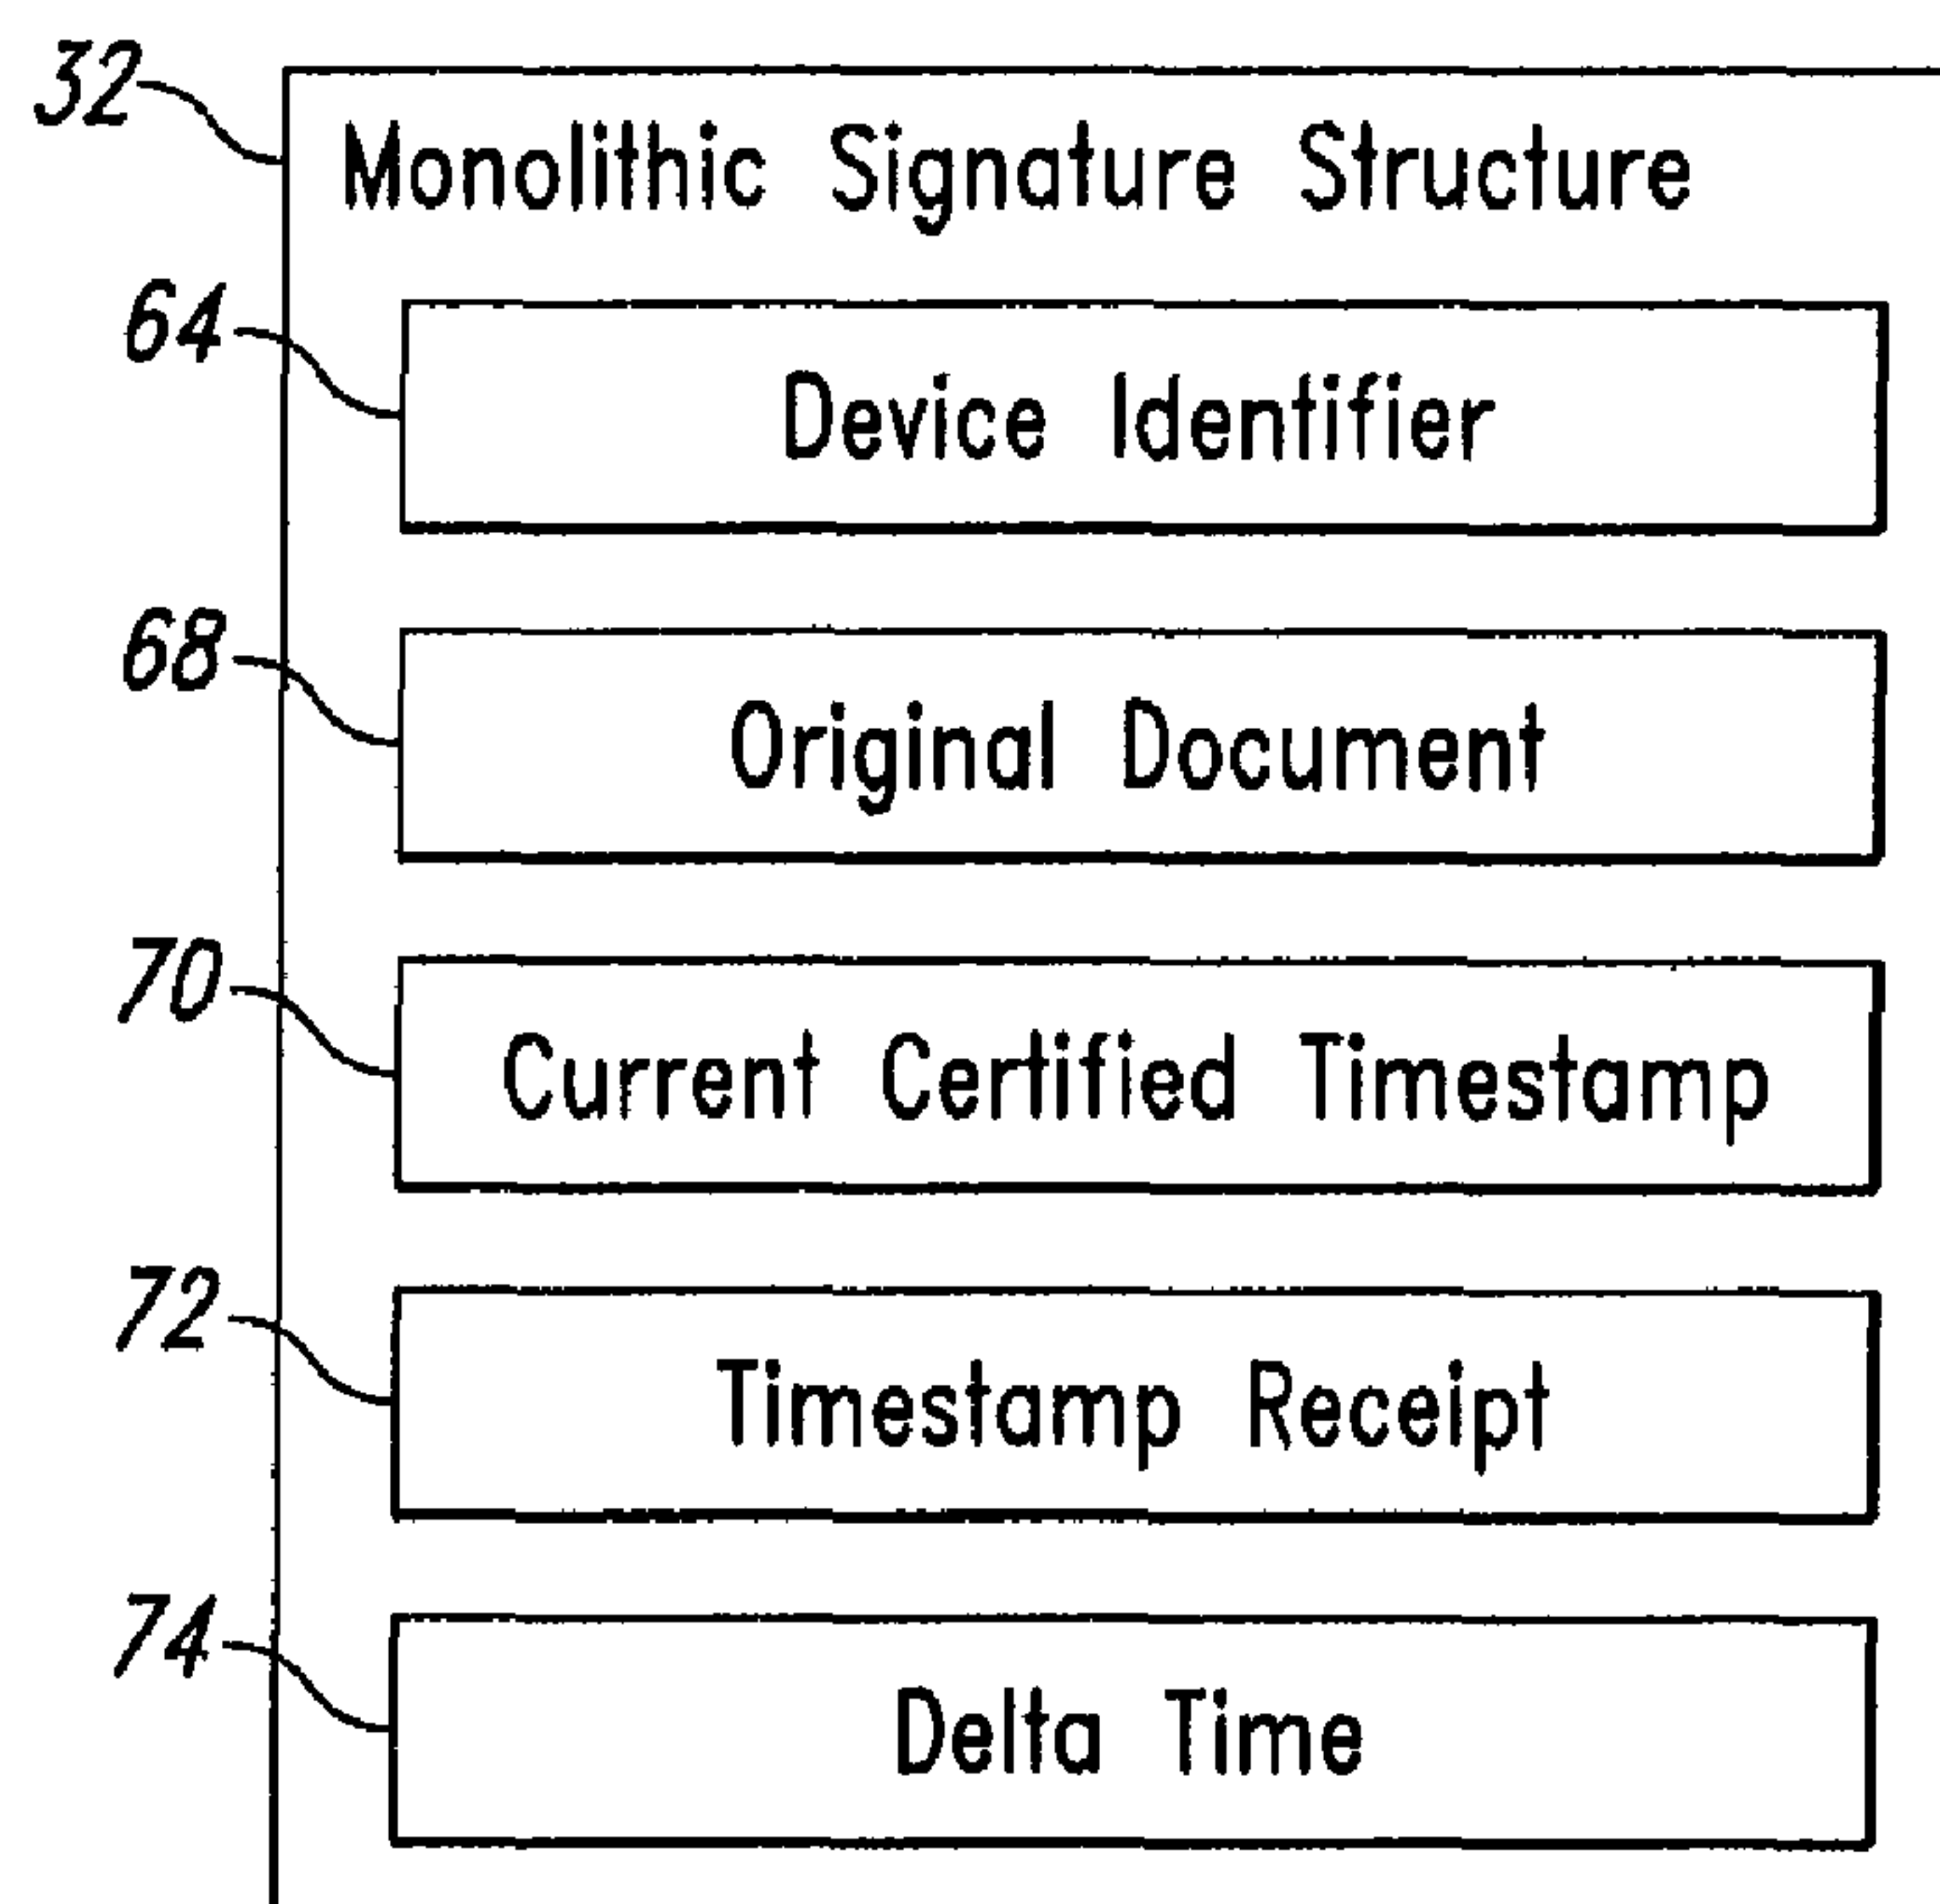 32
Monolithic Signature Structure
64
Device Identifier
68
Original Document
70
Current Certified Timestamp
72
Timestamp Receipt
74
Delta Time